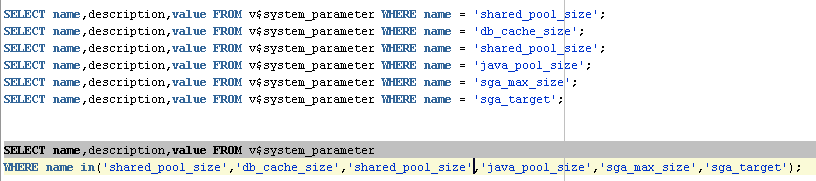 SELECT name,description,value FROM v$system_parameter WHERE name = 'shared_pool_size';
SELECT name,description,value FROM v$system_parameter WHERE name = 'db_cache_size';
SELECT name,description,value FROM v$system_parameter WHERE name = 'shared_pool_size';
SELECT name,description,value FROM v$system_parameter WHERE name = 'java_pool_size';
SELECT name,description,value FROM v$system_parameter WHERE name = 'sga_max_size';
SELECT name,description,value FROM v$system_parameter WHERE name = 'sga_target';
SELECT name,description,value FROM v$system_parameter
WHERE name in('shared_pool_size','db_cache_size','shared_pool_size','java_pool_size','sga_max_size','sga_target');